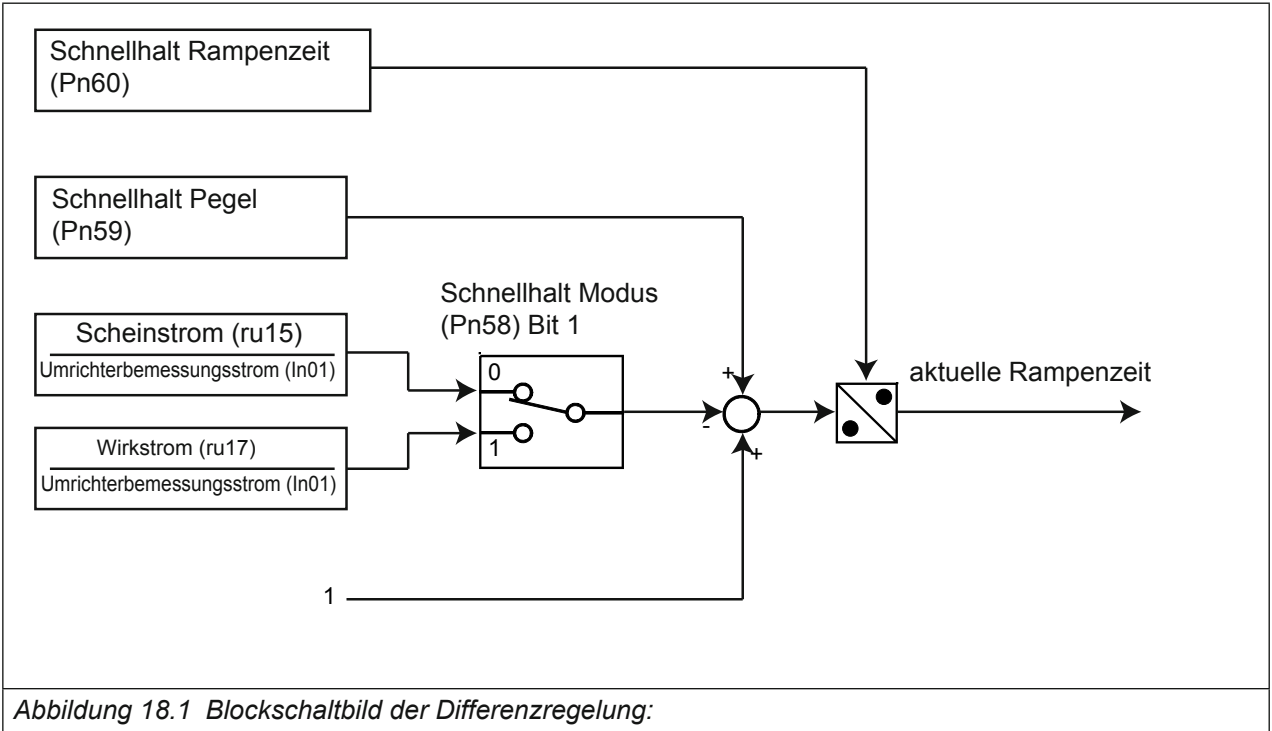 Schnellhalt Rampenzeit
(Pn60)
Schnellhalt Pegel
(Pn59)
Schnellhalt Modus
(Pn58) Bit 1
Scheinstrom (ru15)
Umrichterbemessungsstrom (In01)
0
+
aktuelle Rampenzeit
-
Wirkstrom (ru17)
Umrichterbemessungsstrom (In01)
1
+
1
Abbildung 18.1 Blockschaltbild der Differenzregelung: